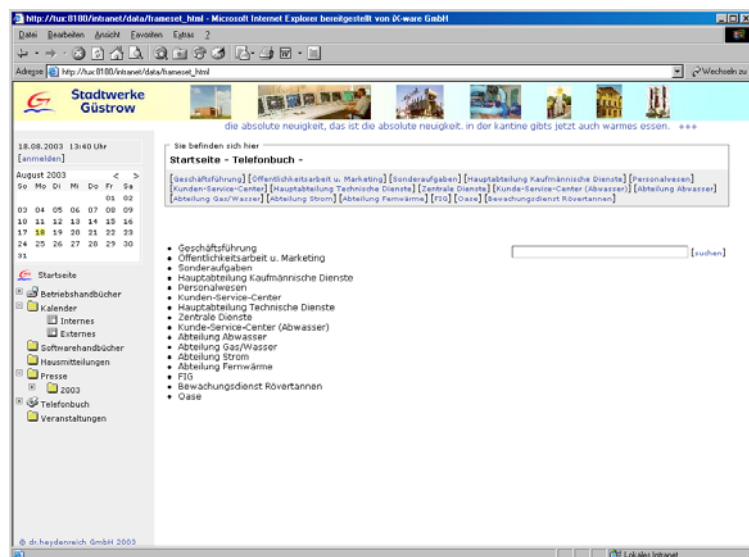 http://tux:8180/intranet/data/frameset_html - Microsoft Internet Explorer bereitgestellt von iX-ware GmbH
Datei Bearbeiten Ansicht Favoriten Extras ?
Adresse http://tux:8180/intranet/data/frameset_html Wechseln zu
Stadtwerke
Güstrow
die absolute neuigkeit, das ist die absolute neuigkeit. in der kantine gibts jetzt auch warmes essen. +++
18.08.2003 13:40 Uhr
[anmelden]
August 2003 < >
So Mo Di Mi Do Fr Sa
01 02
03 04 05 06 07 08 09
10 11 12 13 14 15 16
17 18 19 20 21 22 23
24 25 26 27 28 29 30
31
Startseite
Betriebshandbücher
Kalender
Internes
Externes
Softwarehandbücher
Hausmitteilungen
Presse
2003
Telefonbuch
Veranstaltungen
© dr.heydenreich GmbH 2003
Sie befinden sich hier
Startseite - Telefonbuch -
[Geschäftsführung] [Öffentlichkeitsarbeit u. Marketing] [Sonderaufgaben] [Hauptabteilung Kaufmännische Dienste] [Personalwesen]
[Kunden-Service-Center] [Hauptabteilung Technische Dienste] [Zentrale Dienste] [Kunde-Service-Center (Abwasser)] [Abteilung Abwasser]
[Abteilung Gas/Wasser] [Abteilung Strom] [Abteilung Fernwärme] [FIG] [Oase] [Bewachungsdienst Rövertannen]
• Geschäftsführung
• Öffentlichkeitsarbeit u. Marketing
• Sonderaufgaben
• Hauptabteilung Kaufmännische Dienste
• Personalwesen
• Kunden-Service-Center
• Hauptabteilung Technische Dienste
• Zentrale Dienste
• Kunde-Service-Center (Abwasser)
• Abteilung Abwasser
• Abteilung Gas/Wasser
• Abteilung Strom
• Abteilung Fernwärme
• FIG
• Bewachungsdienst Rövertannen
• Oase
[suchen]
Lokales Intranet